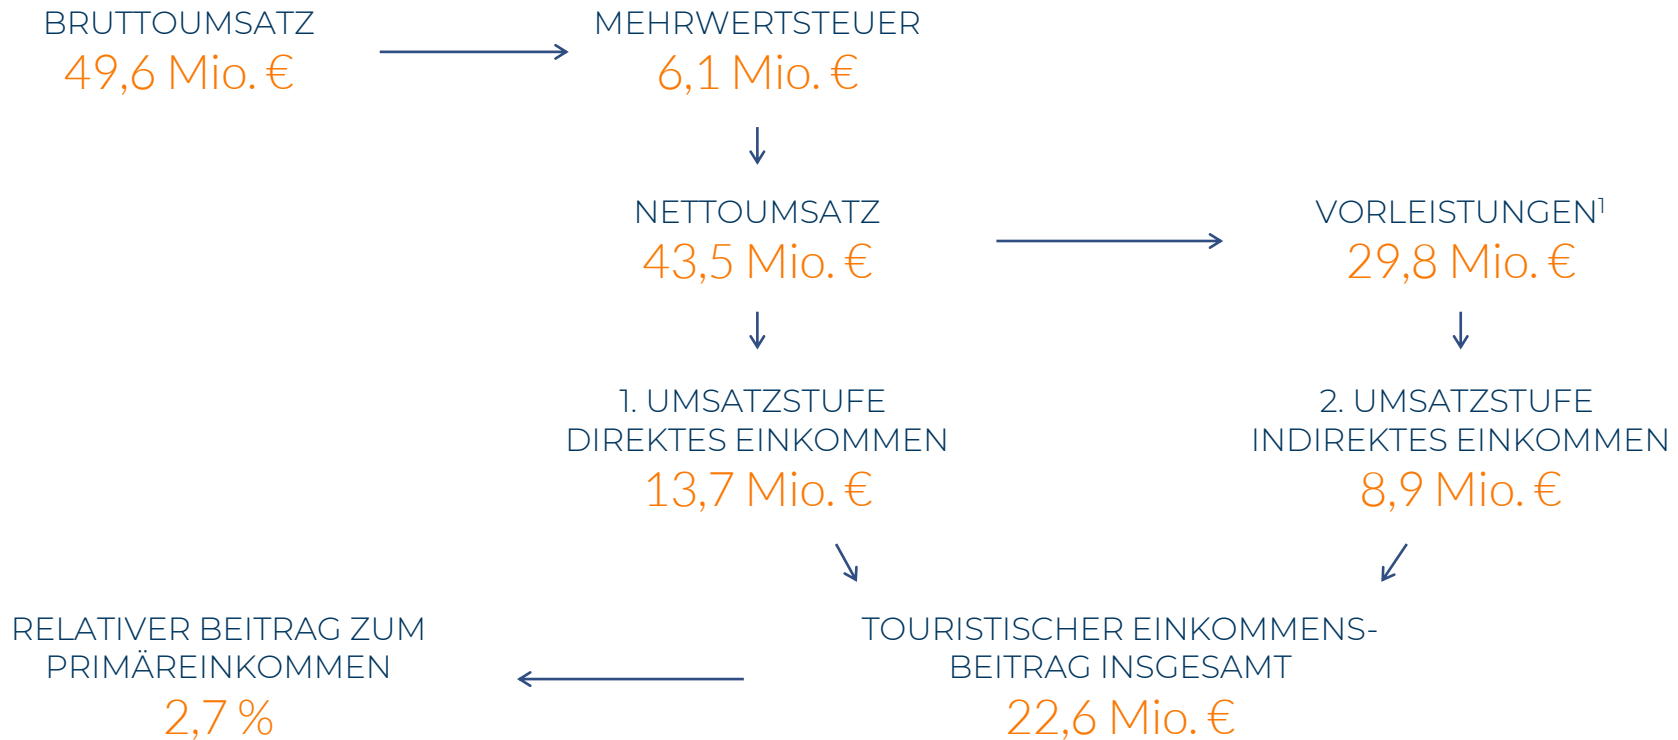 BRUTTOUMSATZ
49,6 Mio. €
MEHRWERTSTEUER
6,1 Mio. €
NETTOUMSATZ
43,5 Mio. €
VORLEISTUNGEN¹
29,8 Mio. €
1. UMSATZSTUFE
DIREKTES EINKOMMEN
13,7 Mio. €
2. UMSATZSTUFE
INDIREKTES EINKOMMEN
8,9 Mio. €
RELATIVER BEITRAG ZUM
PRIMÄREINKOMMEN
2,7 %
TOURISTISCHER EINKOMMENS-
BEITRAG INSGESAMT
22,6 Mio. €